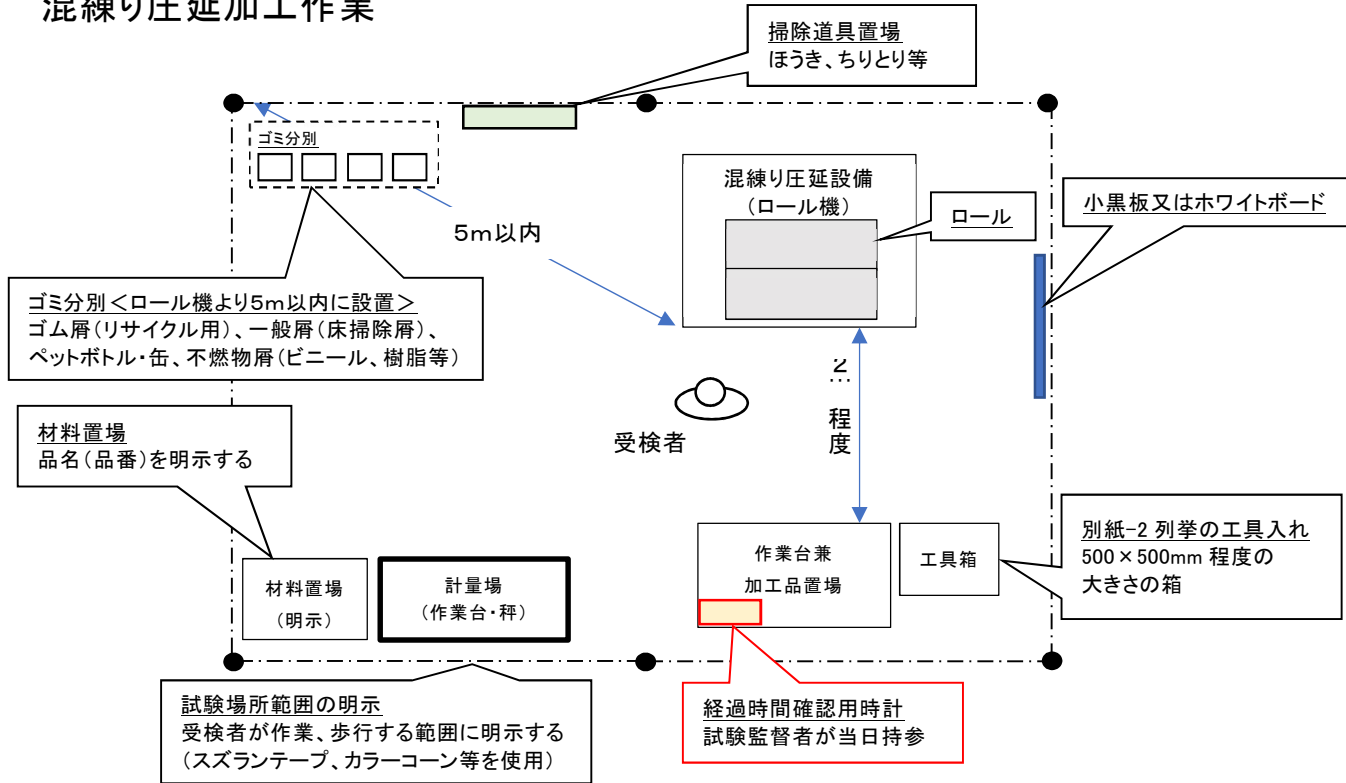 混練り圧延加工作業
掃除道具置場
ほうき、ちりとり等
ゴミ分別
混練り圧延設備
（ロール機）
ロール
小黒板又はホワイトボード
5m以内
ゴミ分別＜ロール機より5m以内に設置＞
ゴム屑（リサイクル用）、一般屑（床掃除屑）、
ペットボトル・缶、不燃物屑（ビニール、樹脂等）
2…程度
受検者
材料置場
品名（品番）を明示する
材料置場
（明示）
計量場
（作業台・秤）
作業台兼
加工品置場
工具箱
別紙-2 列挙の工具入れ
500×500mm 程度の
大きさの箱
試験場所範囲の明示
受検者が作業、歩行する範囲に明示する
（スズランテープ、カラーコーン等を使用）
経過時間確認用時計
試験監督者が当日持参